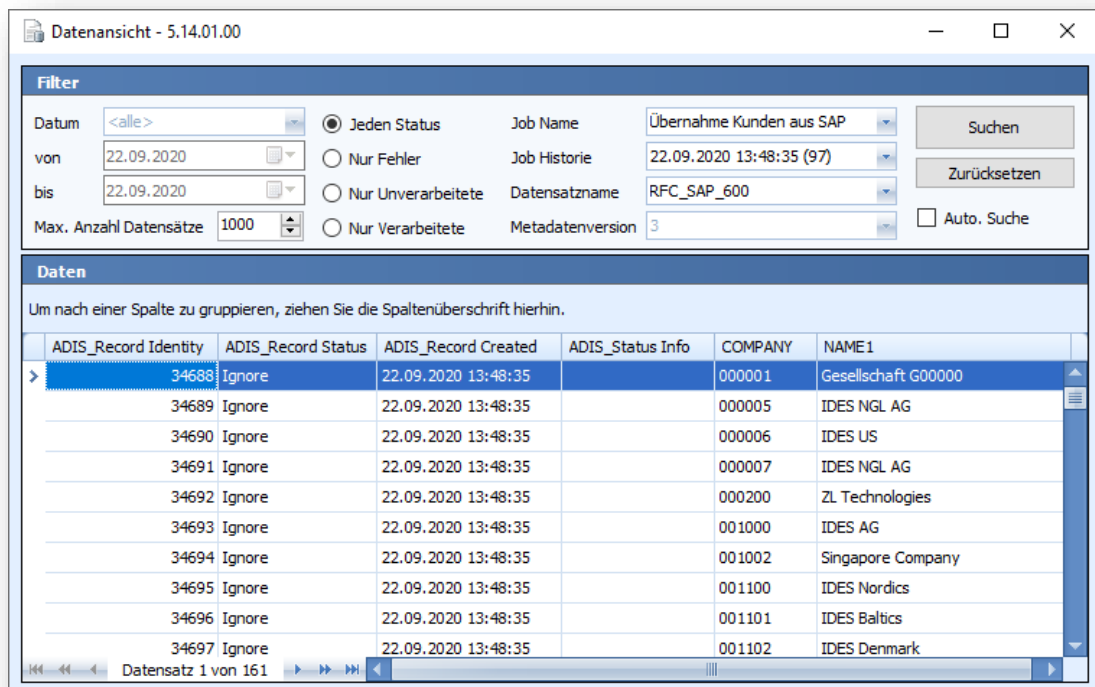 Datenansicht - 5.14.01.00
Filter
Datum <alle> Jeden Status Job Name Übernahme Kunden aus SAP Suchen
von 22.09.2020 Nur Fehler Job Historie 22.09.2020 13:48:35 (97) Zurücksetzen
bis 22.09.2020 Nur Unverarbeitete Datensatzname RFC_SAP_600
Max. Anzahl Datensätze 1000 Nur Verarbeitete Metadatenversion 3 Auto. Suche
Daten
Um nach einer Spalte zu gruppieren, ziehen Sie die Spaltenüberschrift hierhin.
ADIS_Record Identity ADIS_Record Status ADIS_Record Created ADIS_Status Info COMPANY NAME1
34688 Ignore 22.09.2020 13:48:35 000001 Gesellschaft G00000
34689 Ignore 22.09.2020 13:48:35 000005 IDES NGL AG
34690 Ignore 22.09.2020 13:48:35 000006 IDES US
34691 Ignore 22.09.2020 13:48:35 000007 IDES NGL AG
34692 Ignore 22.09.2020 13:48:35 000200 ZL Technologies
34693 Ignore 22.09.2020 13:48:35 001000 IDES AG
34694 Ignore 22.09.2020 13:48:35 001002 Singapore Company
34695 Ignore 22.09.2020 13:48:35 001100 IDES Nordics
34696 Ignore 22.09.2020 13:48:35 001101 IDES Baltics
34697 Ignore 22.09.2020 13:48:35 001102 IDES Denmark
Datensatz 1 von 161